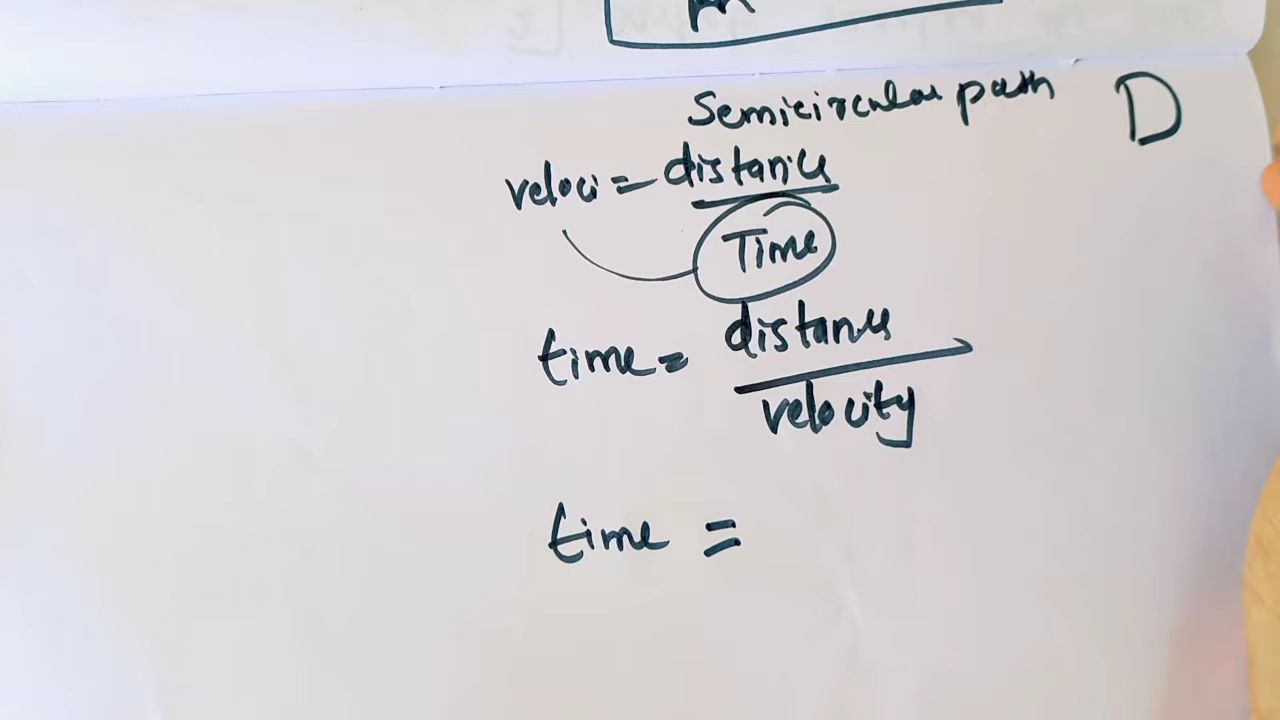 Semicircular path D
veloci = distance
Time
time = distance
velocity
time =